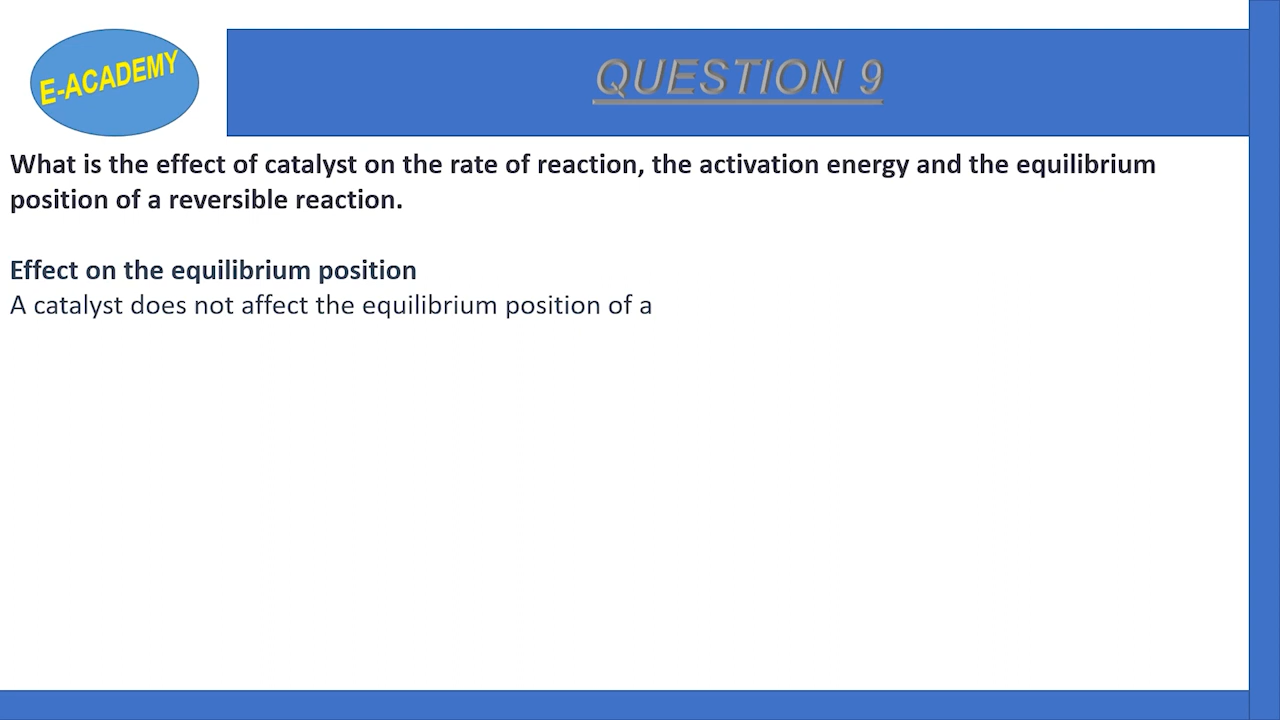 E-ACADEMY
QUESTION 9
What is the effect of catalyst on the rate of reaction, the activation energy and the equilibrium
position of a reversible reaction.
Effect on the equilibrium position
A catalyst does not affect the equilibrium position of a